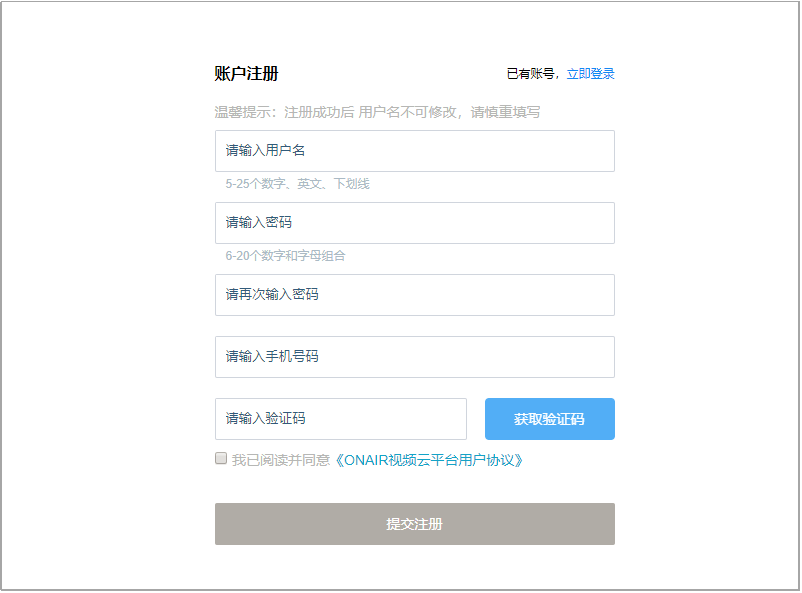 账户注册
已有账号，立即登录
温馨提示：注册成功后 用户名不可修改，请慎重填写
请输入用户名
5-25个数字、英文、下划线
请输入密码
6-20个数字和字母组合
请再次输入密码
请输入手机号码
请输入验证码
获取验证码
我已阅读并同意《ONAIR视频云平台用户协议》
提交注册